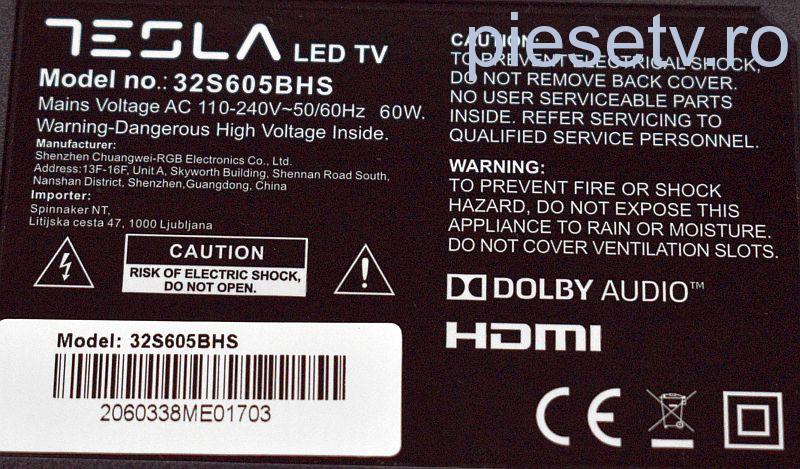 TESLA LED TV
Model no.: 32S605BHS
Mains Voltage AC 110-240V~50/60Hz 60W.
Warning-Dangerous High Voltage Inside.
Manufacturer:
Shenzhen Chuangwei-RGB Electronics Co., Ltd.
Address:13F-16F, Unit A, Skyworth Building, Shennan Road South,
Nanshan District, Shenzhen,Guangdong, China
Importer:
Spinnaker NT,
Litijska cesta 47, 1000 Ljubljana
CAUTION
RISK OF ELECTRIC SHOCK,
DO NOT OPEN.
Model: 32S605BHS
2060338ME01703
piesetv.ro
CAUTION:
TO PREVENT ELECTRICAL SHOCK,
DO NOT REMOVE BACK COVER.
NO USER SERVICEABLE PARTS
INSIDE. REFER SERVICING TO
QUALIFIED SERVICE PERSONNEL.
WARNING:
TO PREVENT FIRE OR SHOCK
HAZARD, DO NOT EXPOSE THIS
APPLIANCE TO RAIN OR MOISTURE.
DO NOT COVER VENTILATION SLOTS.
DOLBY AUDIO™
HDMI
CE